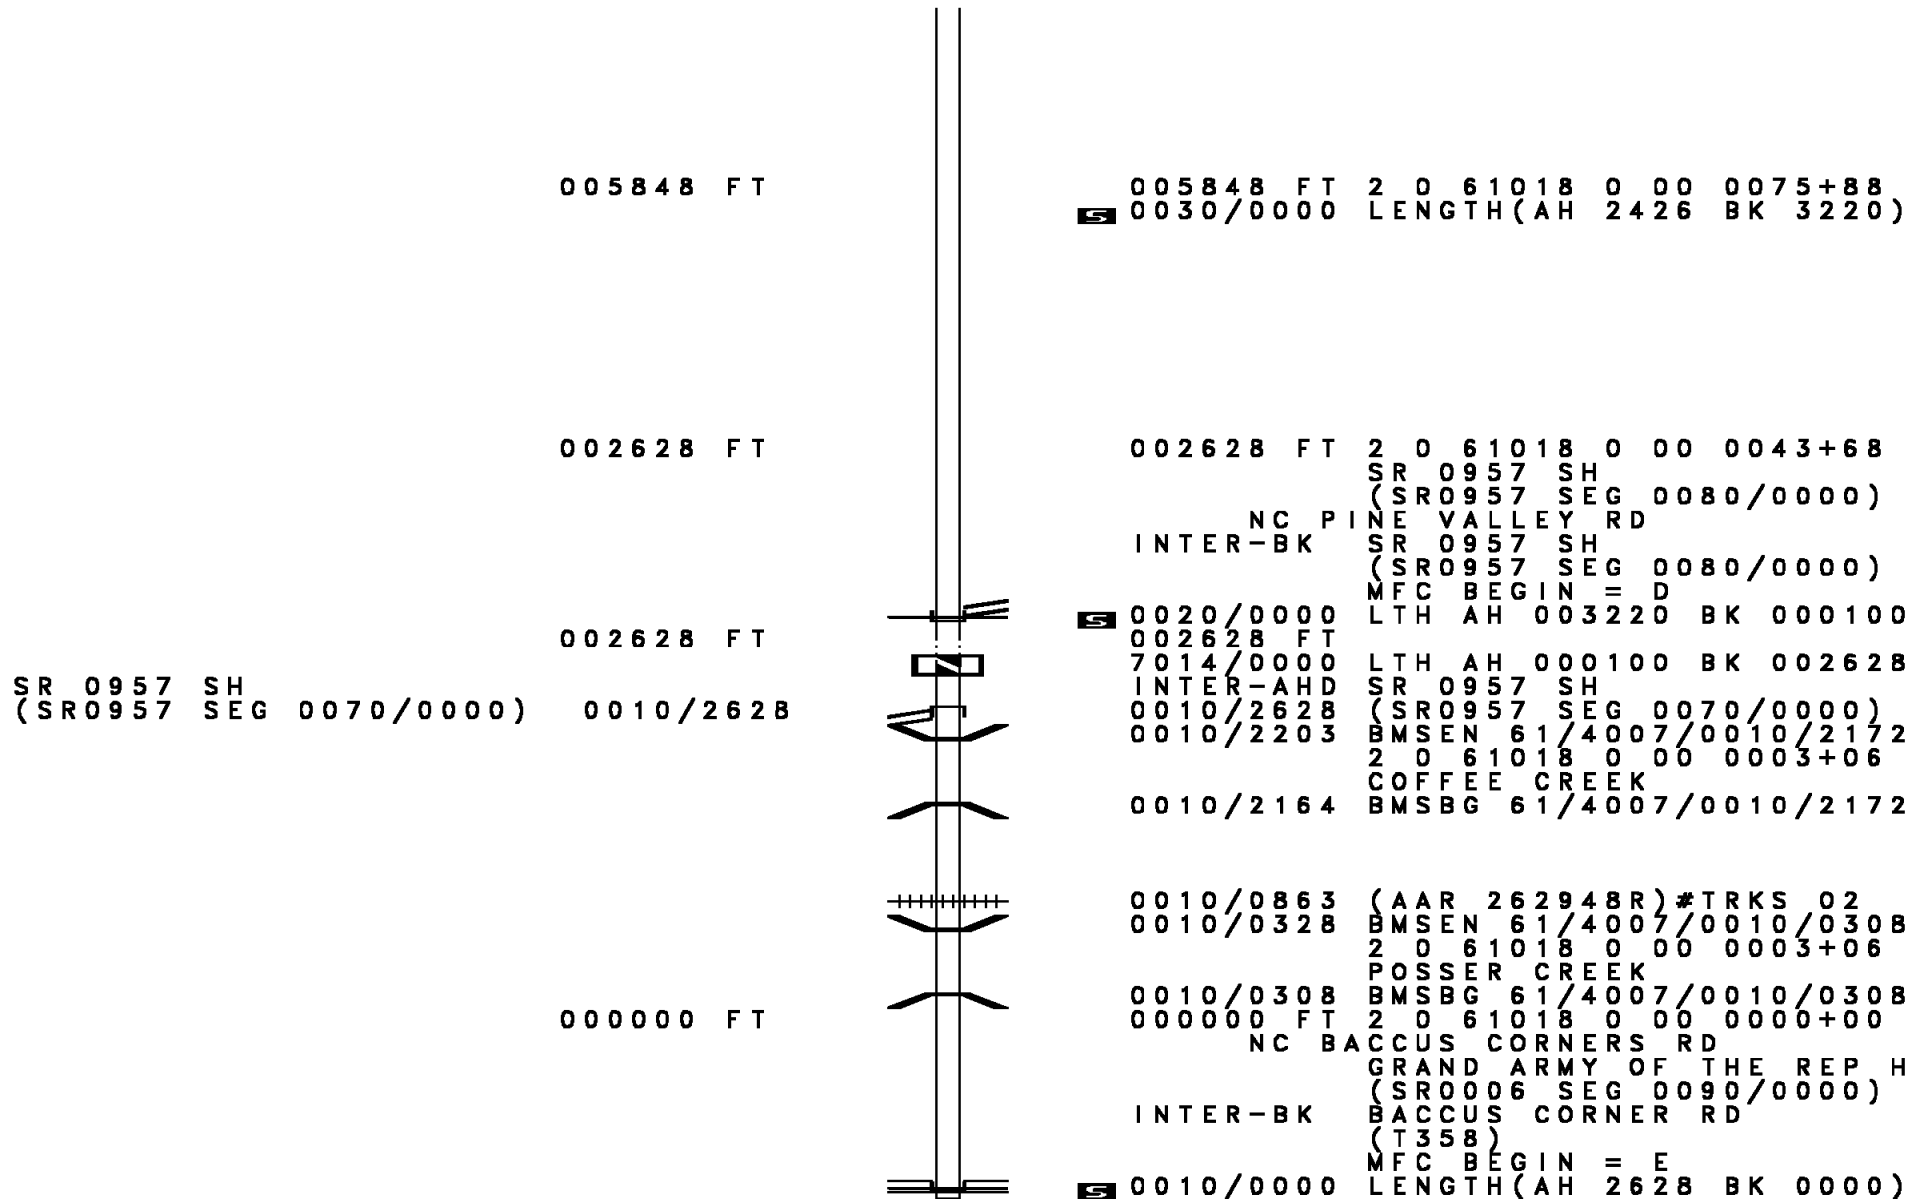 005848 FT 005848 FT 2 0 61018 0 00 0075+88
S 0030/0000 LENGTH(AH 2426 BK 3220)
002628 FT 002628 FT 2 0 61018 0 00 0043+68
SR 0957 SH
(SR0957 SEG 0080/0000)
NC PINE VALLEY RD
INTER-BK SR 0957 SH
(SR0957 SEG 0080/0000)
MFC BEGIN = D
S 0020/0000 LTH AH 003220 BK 000100
002628 FT 002628 FT
7014/0000 LTH AH 000100 BK 002628
SR 0957 SH INTER-AHD SR 0957 SH
(SR0957 SEG 0070/0000) 0010/2628 0010/2628 (SR0957 SEG 0070/0000)
0010/2203 BMSEN 61/4007/0010/2172
2 0 61018 0 00 0003+06
COFFEE CREEK
0010/2164 BMSBG 61/4007/0010/2172
0010/0863 (AAR 262948R)#TRKS 02
0010/0328 BMSEN 61/4007/0010/0308
2 0 61018 0 00 0003+06
POSSER CREEK
0010/0308 BMSBG 61/4007/0010/0308
000000 FT 000000 FT 2 0 61018 0 00 0000+00
NC BACCUS CORNERS RD
GRAND ARMY OF THE REP H
(SR0006 SEG 0090/0000)
INTER-BK BACCUS CORNER RD
(T358)
MFC BEGIN = E
S 0010/0000 LENGTH(AH 2628 BK 0000)